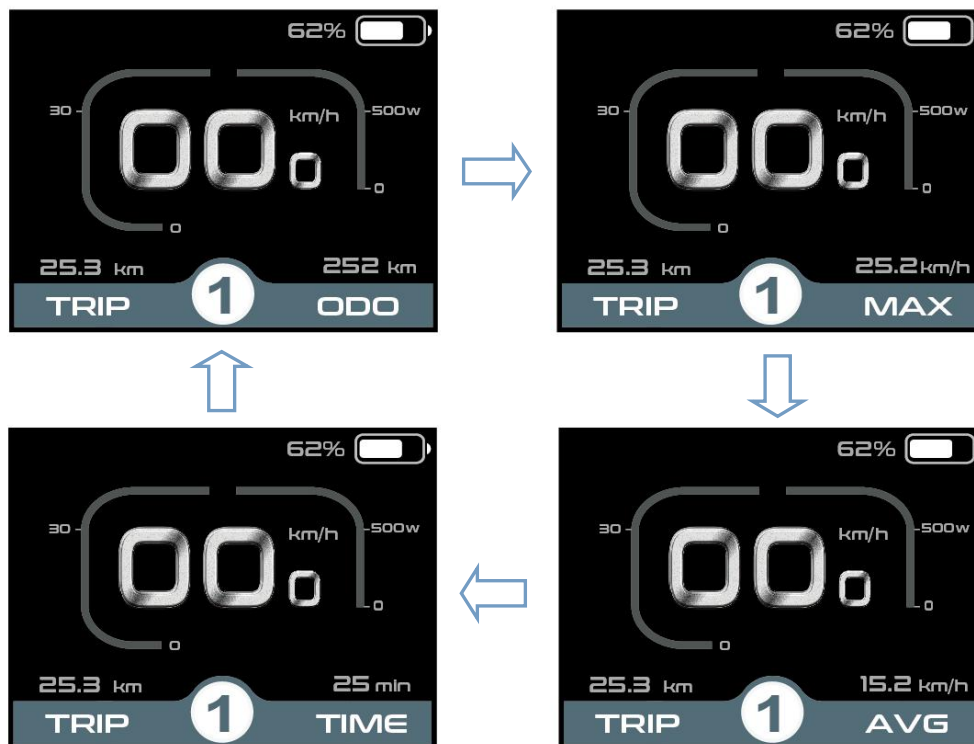 62%
30
500w
km/h
00.0
0
0
25.3 km
252 km
TRIP
1
ODO
62%
30
500w
km/h
00.0
0
0
25.3 km
25.2 km/h
TRIP
1
MAX
62%
30
500w
km/h
00.0
0
0
25.3 km
25 min
TRIP
1
TIME
62%
30
500w
km/h
00.0
0
0
25.3 km
15.2 km/h
TRIP
1
AVG